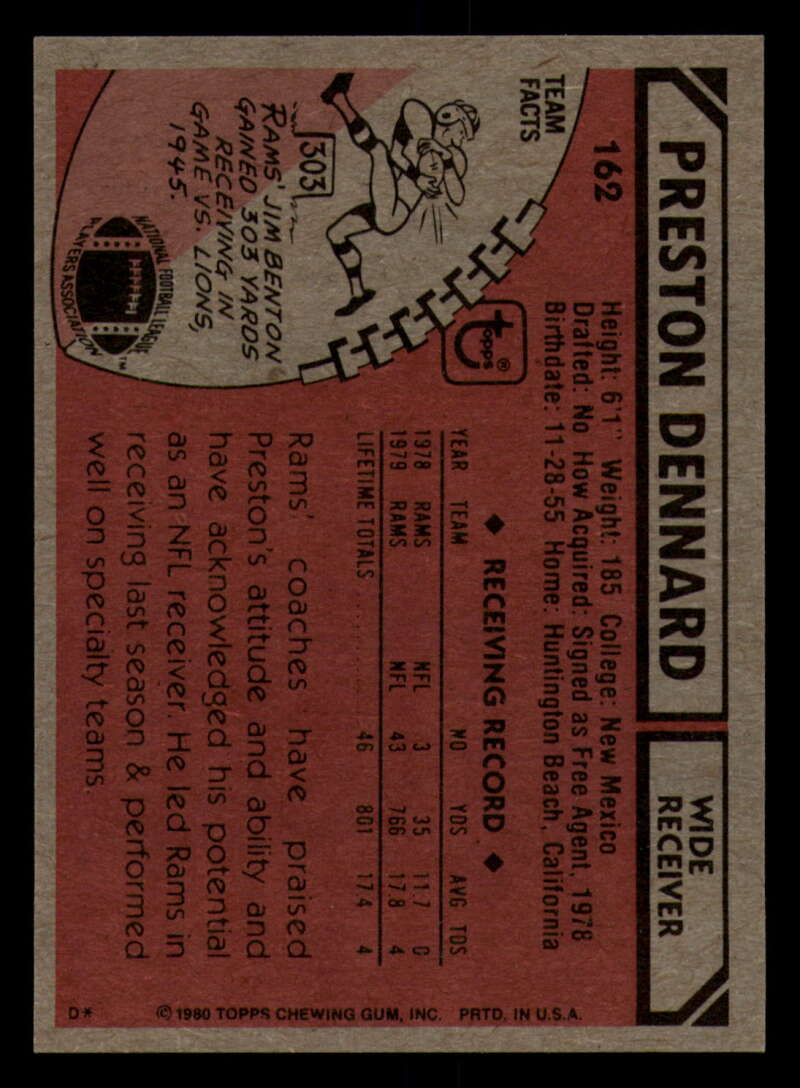 PRESTON DENNARD
WIDE
RECEIVER
162
Height: 6'1" Weight: 185 College: New Mexico
Drafted: No How Acquired: Signed as Free Agent, 1978
Birthdate: 11-28-55 Home: Huntington Beach, California
TEAM
FACTS
303
RAMS' JIM BENTON
GAINED 303 YARDS
RECEIVING IN
GAME VS. LIONS,
1945.
NATIONAL FOOTBALL LEAGUE
PLAYERS ASSOCIATION
TM
topps®
◆ RECEIVING RECORD ◆
YEAR TEAM NO YDS AVG TDS
1978 RAMS NFL 3 35 11.7 0
1979 RAMS NFL 43 766 17.8 4
LIFETIME TOTALS 46 801 17.4 4
Rams' coaches have praised
Preston's attitude and ability and
have acknowledged his potential
as an NFL receiver. He led Rams in
receiving last season & performed
well on specialty teams.
D* © 1980 TOPPS CHEWING GUM, INC. PRTD. IN U.S.A.